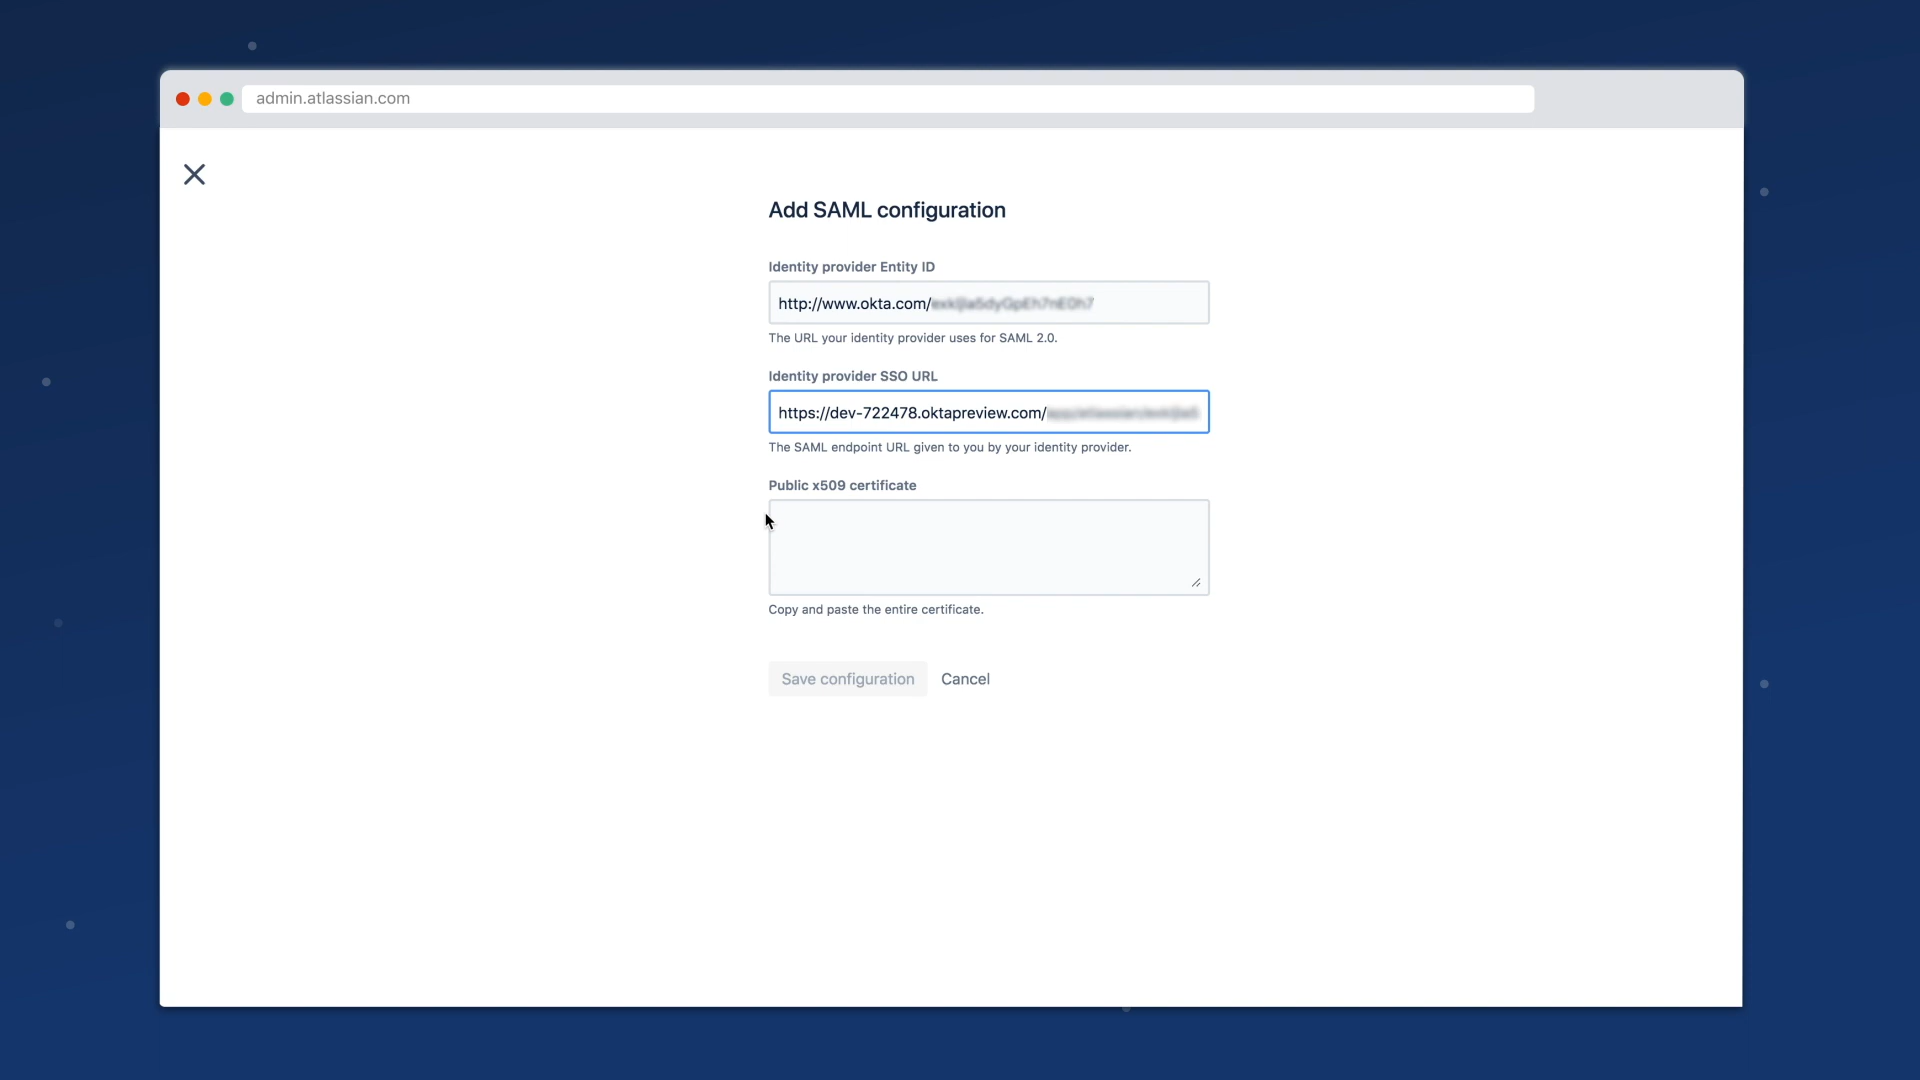 admin.atlassian.com
Add SAML configuration
Identity provider Entity ID
http://www.okta.com/
The URL your identity provider uses for SAML 2.0.
Identity provider SSO URL
https://dev-722478.oktapreview.com/
The SAML endpoint URL given to you by your identity provider.
Public x509 certificate
Copy and paste the entire certificate.
Save configuration Cancel